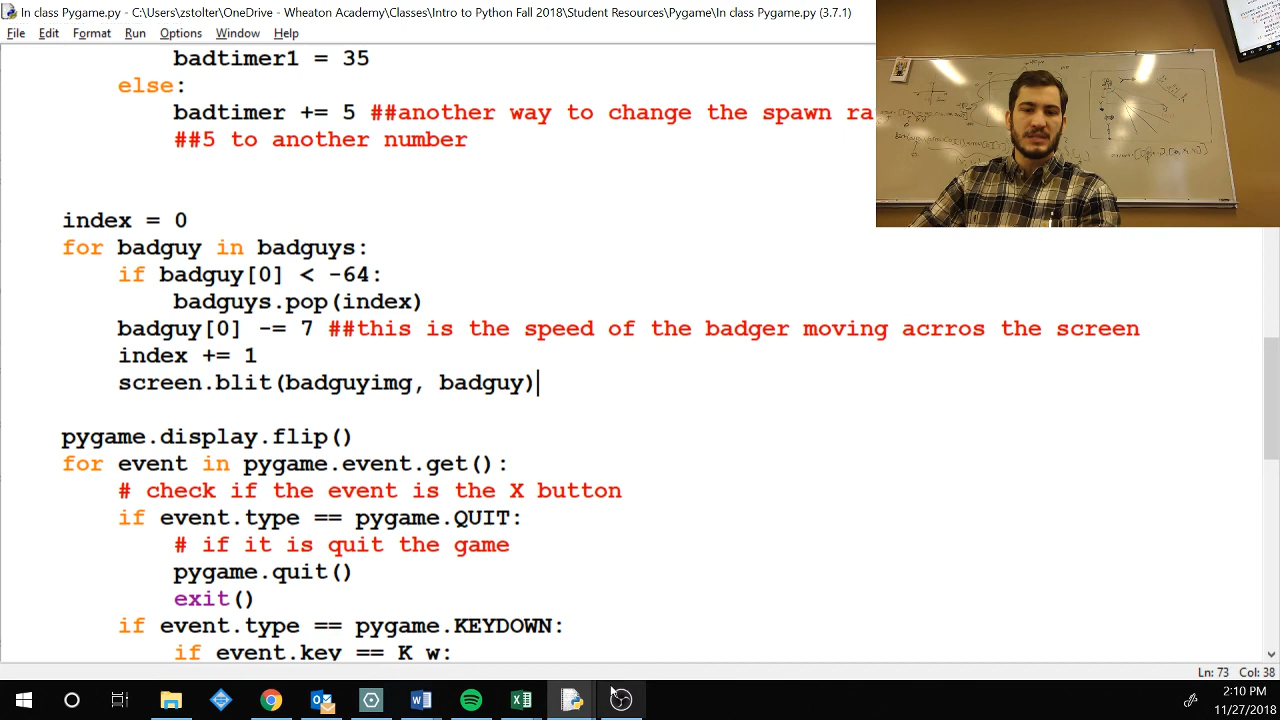 In class Pygame.py - C:\Users\zstolter\OneDrive - Wheaton Academy\Classes\Intro to Python Fall 2018\Student Resources\Pygame\In class Pygame.py (3.7.1)
File Edit Format Run Options Window Help
badtimer1 = 35
else:
badtimer += 5 ##another way to change the spawn ra
##5 to another number
index = 0
for badguy in badguys:
if badguy[0] < -64:
badguys.pop(index)
badguy[0] -= 7 ##this is the speed of the badger moving acrros the screen
index += 1
screen.blit(badguyimg, badguy)
pygame.display.flip()
for event in pygame.event.get():
# check if the event is the X button
if event.type == pygame.QUIT:
# if it is quit the game
pygame.quit()
exit()
if event.type == pygame.KEYDOWN:
if event.key == K w:
Ln: 73 Col: 38
2:10 PM
11/27/2018